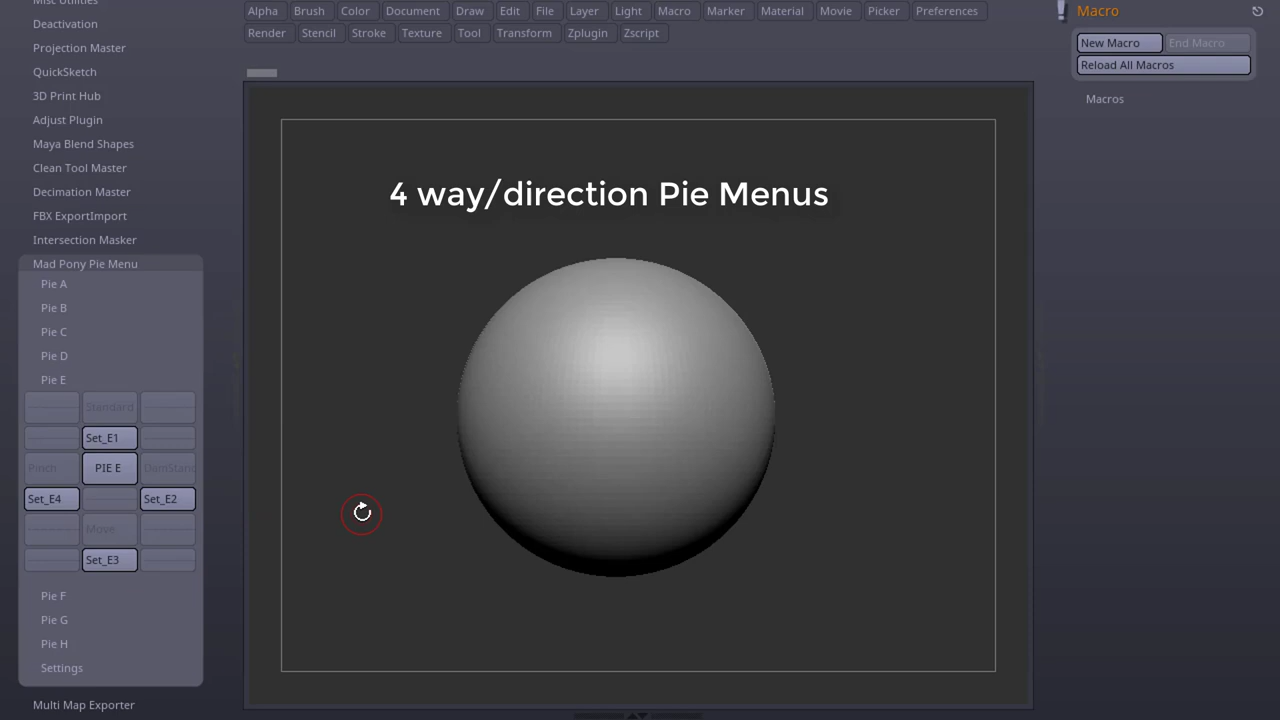 Misc Utilities
Deactivation
Projection Master
QuickSketch
3D Print Hub
Adjust Plugin
Maya Blend Shapes
Clean Tool Master
Decimation Master
FBX ExportImport
Intersection Masker
Mad Pony Pie Menu
Pie A
Pie B
Pie C
Pie D
Pie E
Standard
Set_E1
Pinch PIE E DamStand
Set_E4 Set_E2
Move
Set_E3
Pie F
Pie G
Pie H
Settings
Multi Map Exporter
Alpha Brush Color Document Draw Edit File Layer Light Macro Marker Material Movie Picker Preferences
Render Stencil Stroke Texture Tool Transform Zplugin Zscript
4 way/direction Pie Menus
Macro
New Macro End Macro
Reload All Macros
Macros